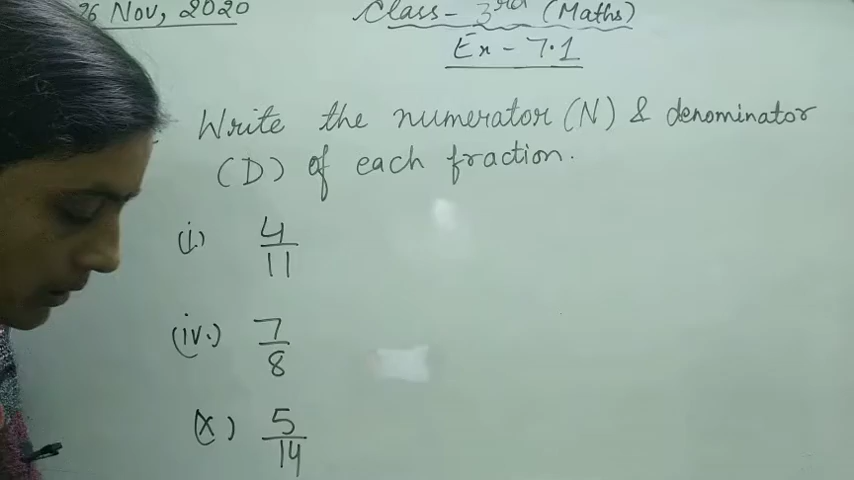 26 Nov, 2020
Class - 3rd (Maths)
Ex - 7.1
Write the numerator (N) & denominator
(D) of each fraction.
(i.) 4/11
(iv.) 7/8
(x) 5/14